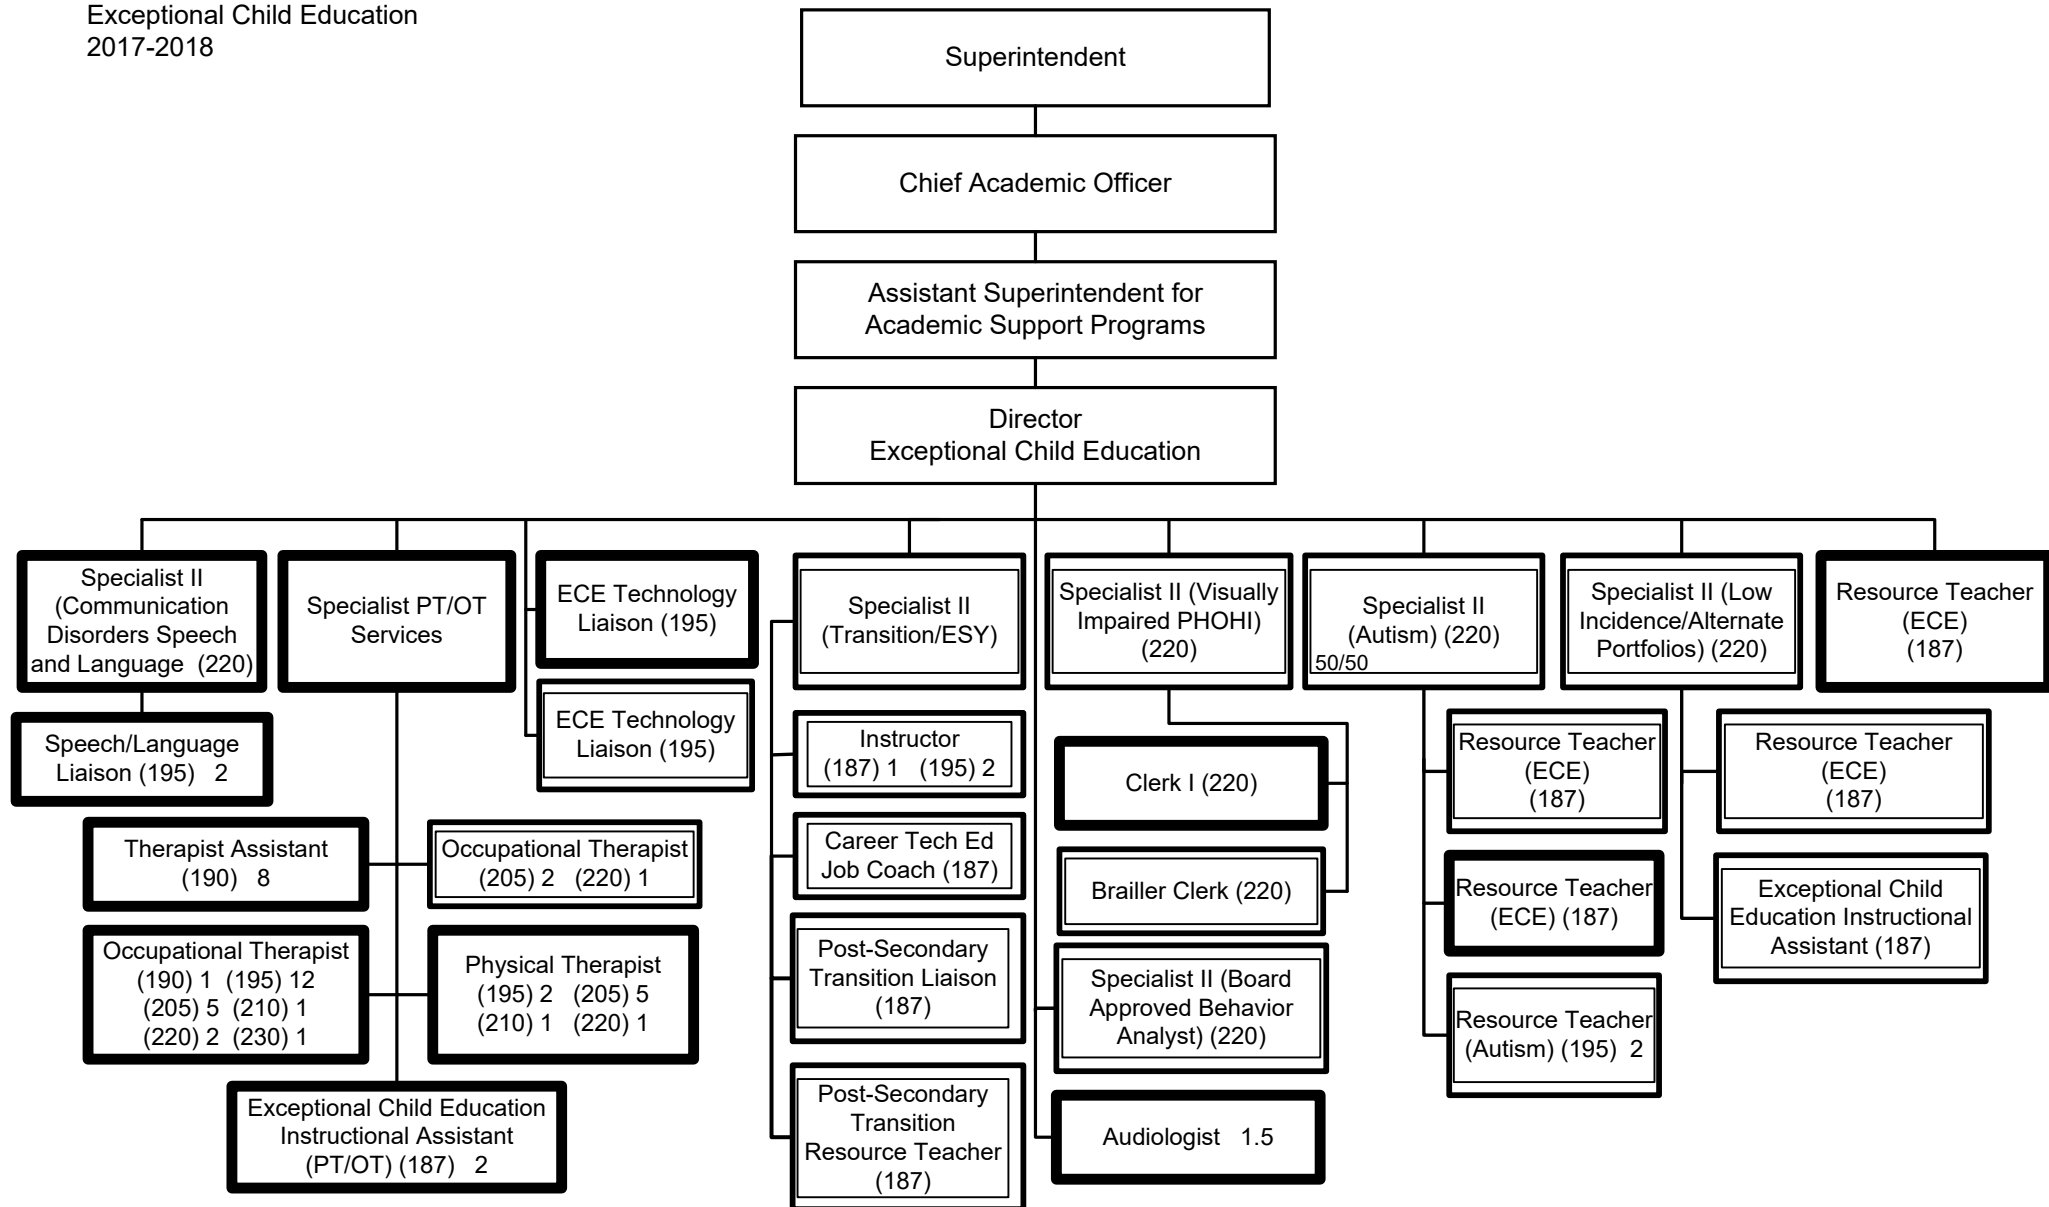 Exceptional Child Education
2017-2018
Superintendent
Chief Academic Officer
Assistant Superintendent for
Academic Support Programs
Director
Exceptional Child Education
Specialist II
(Communication
Disorders Speech
and Language  (220)
Specialist PT/OT
Services
ECE Technology
Liaison (195)
ECE Technology
Liaison (195)
Specialist II
(Transition/ESY)
Specialist II (Visually
Impaired PHOHI)
(220)
Specialist II
(Autism) (220)
50/50
Specialist II (Low
Incidence/Alternate
Portfolios) (220)
Resource Teacher
(ECE)
(187)
Speech/Language
Liaison (195)   2
Therapist Assistant
(190)   8
Occupational Therapist
(205) 2   (220) 1
Occupational Therapist
(190) 1  (195) 12
(205) 5  (210) 1
(220) 2  (230) 1
Physical Therapist
(195) 2   (205) 5
(210) 1   (220) 1
Exceptional Child Education
Instructional Assistant
(PT/OT) (187)   2
Instructor
(187) 1   (195) 2
Career Tech Ed
Job Coach (187)
Post-Secondary
Transition Liaison
(187)
Post-Secondary
Transition
Resource Teacher
(187)
Clerk I (220)
Brailler Clerk (220)
Specialist II (Board
Approved Behavior
Analyst) (220)
Audiologist   1.5
Resource Teacher
(ECE)
(187)
Resource Teacher
(ECE) (187)
Resource Teacher
(Autism) (195)  2
Resource Teacher
(ECE)
(187)
Exceptional Child
Education Instructional
Assistant (187)